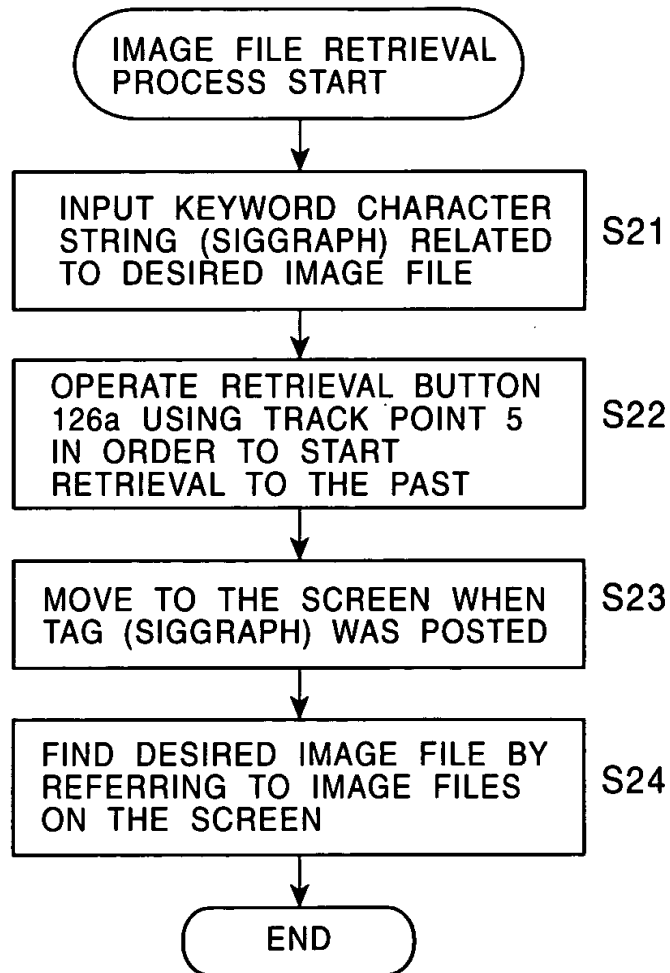 IMAGE FILE RETRIEVAL
PROCESS START
INPUT KEYWORD CHARACTER
STRING (SIGGRAPH) RELATED
TO DESIRED IMAGE FILE
S21
OPERATE RETRIEVAL BUTTON
126a USING TRACK POINT 5
IN ORDER TO START
RETRIEVAL TO THE PAST
S22
MOVE TO THE SCREEN WHEN
TAG (SIGGRAPH) WAS POSTED
S23
FIND DESIRED IMAGE FILE BY
REFERRING TO IMAGE FILES
ON THE SCREEN
S24
END